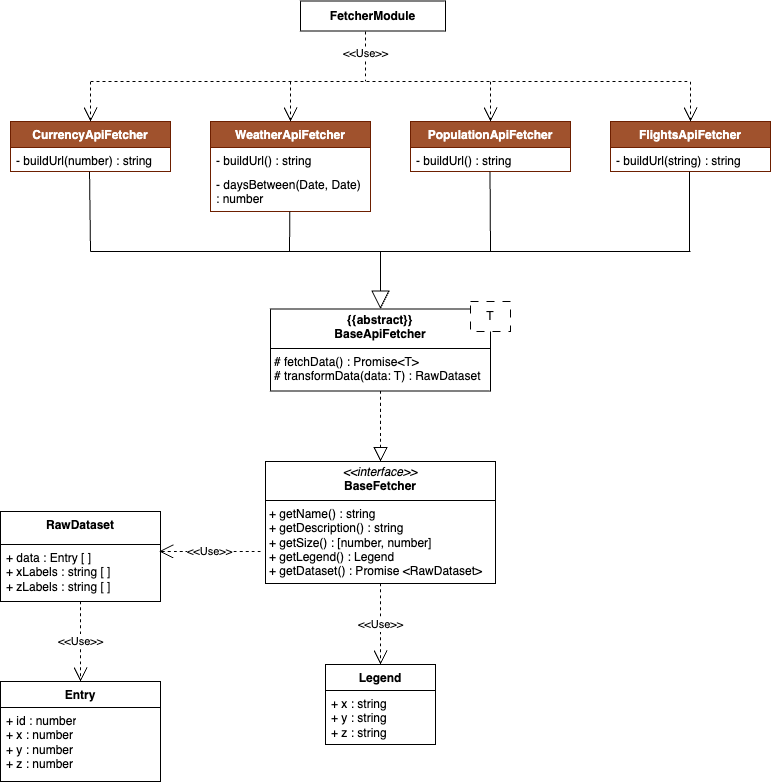 FetcherModule
<<Use>>
CurrencyApiFetcher
- buildUrl(number) : string
WeatherApiFetcher
- buildUrl() : string
- daysBetween(Date, Date)
: number
PopulationApiFetcher
- buildUrl() : string
FlightsApiFetcher
- buildUrl(string) : string
T
{{abstract}}
BaseApiFetcher
# fetchData() : Promise<T>
# transformData(data: T) : RawDataset
<<interface>>
BaseFetcher
+ getName() : string
+ getDescription() : string
+ getSize() : [number, number]
+ getLegend() : Legend
+ getDataset() : Promise <RawDataset>
<<Use>>
RawDataset
+ data : Entry [ ]
+ xLabels : string [ ]
+ zLabels : string [ ]
<<Use>>
<<Use>>
Entry
+ id : number
+ x : number
+ y : number
+ z : number
Legend
+ x : string
+ y : string
+ z : string